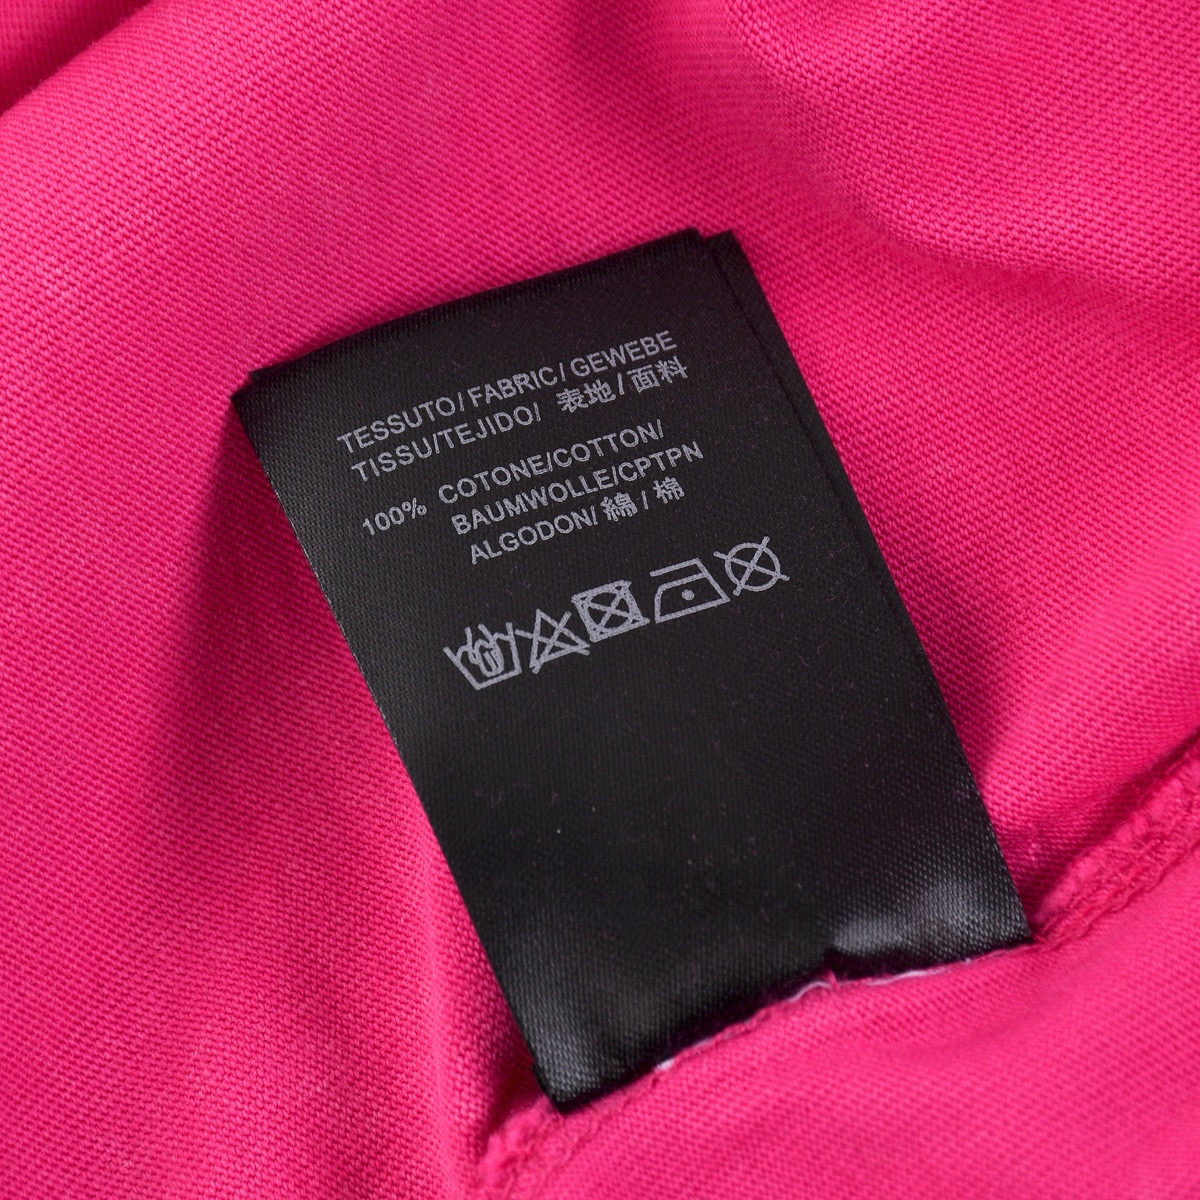 TESSUTO/ FABRIC/ GEWEBE
TISSU/TEJIDO/ 表地/面料
100% COTONE/COTTON/
BAUMWOLLE/CPTPN
ALGODON/ 綿/棉